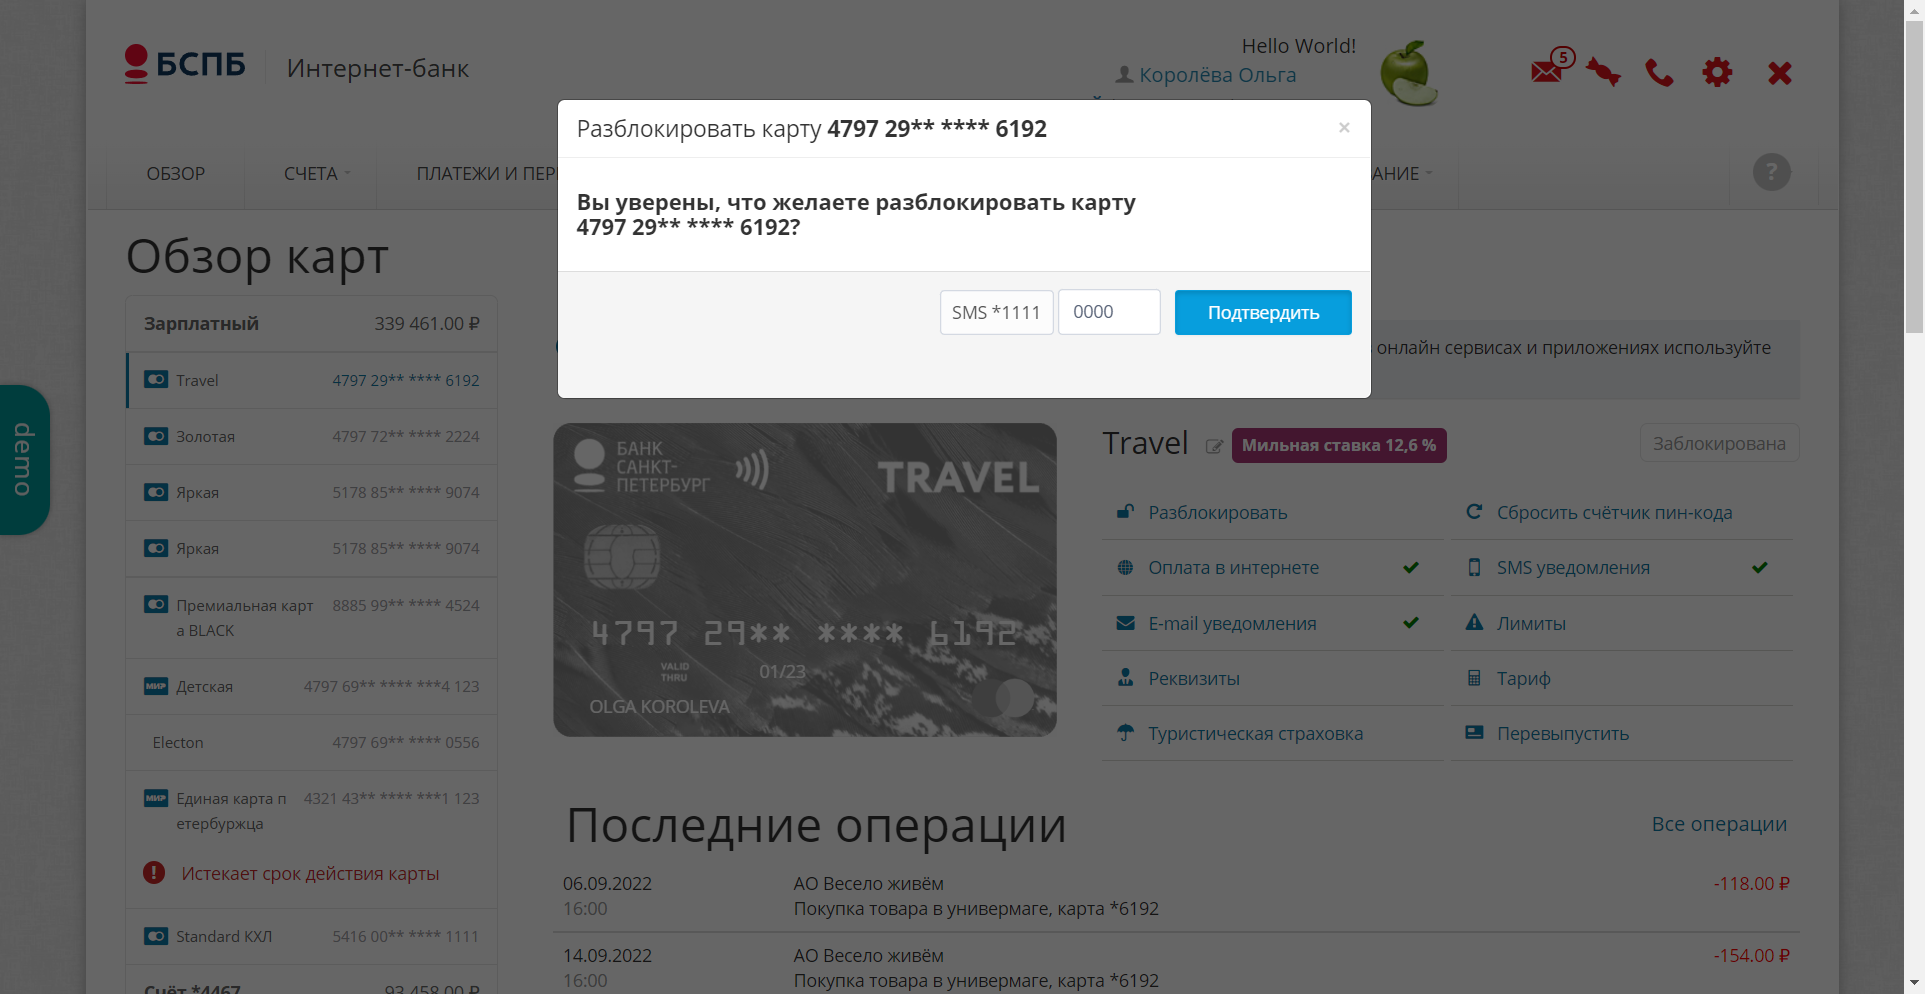 БСПБ
Интернет-банк
Hello World!
Королёва Ольга
5
ОБЗОР
СЧЕТА
ПЛАТЕЖИ И
?
Разблокировать карту 4797 29** **** 6192
×
Вы уверены, что желаете разблокировать карту
4797 29** **** 6192?
SMS *1111
0000
Подтвердить
demo
Обзор карт
Зарплатный 339 461.00 ₽
Travel 4797 29** **** 6192
Золотая 4797 72** **** 2224
Яркая 5178 85** **** 9074
Яркая 5178 85** **** 9074
Премиальная карт 8885 99** **** 4524
а BLACK
МИР Детская 4797 69** **** ***4 123
Electon 4797 69** **** 0556
МИР Единая карта п 4321 43** **** ***1 123
етербуржца
Истекает срок действия карты
Standard КХЛ 5416 00** **** 1111
Счёт *4467 93 458.00 ₽
онлайн сервисах и приложениях используйте
БАНК
САНКТ-
ПЕТЕРБУРГ
TRAVEL
4797 29** **** 6192
VALID
THRU
01/23
OLGA KOROLEVA
Travel
Мильная ставка 12,6 %
Заблокирована
Разблокировать
Сбросить счётчик пин-кода
Оплата в интернете
SMS уведомления
E-mail уведомления
Лимиты
Реквизиты
Тариф
Туристическая страховка
Перевыпустить
Последние операции
Все операции
06.09.2022 АО Весело живём -118.00 ₽
16:00 Покупка товара в универмаге, карта *6192
14.09.2022 АО Весело живём -154.00 ₽
16:00 Покупка товара в универмаге, карта *6192